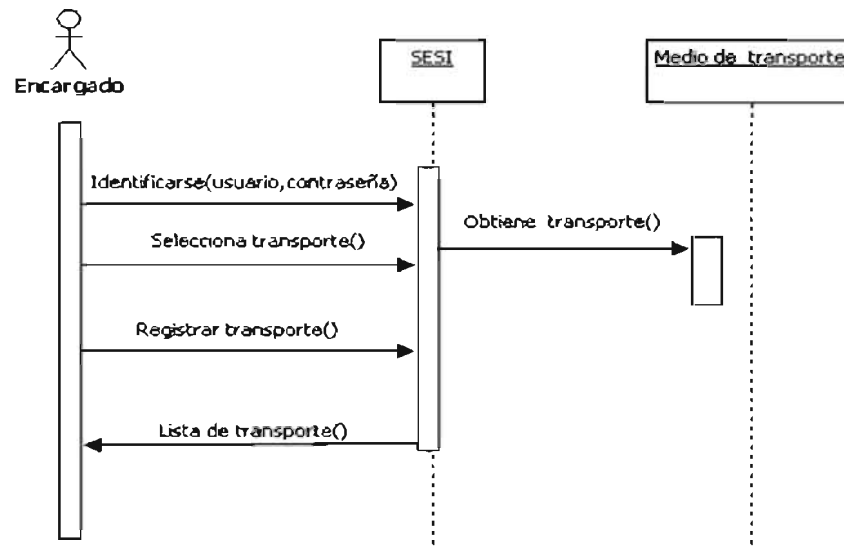 Encargado
SESI
Medio de transporte
Identificarse(usuario,contraseña)
Obtiene transporte()
Selecciona transporte()
Registrar transporte()
Lista de transporte()